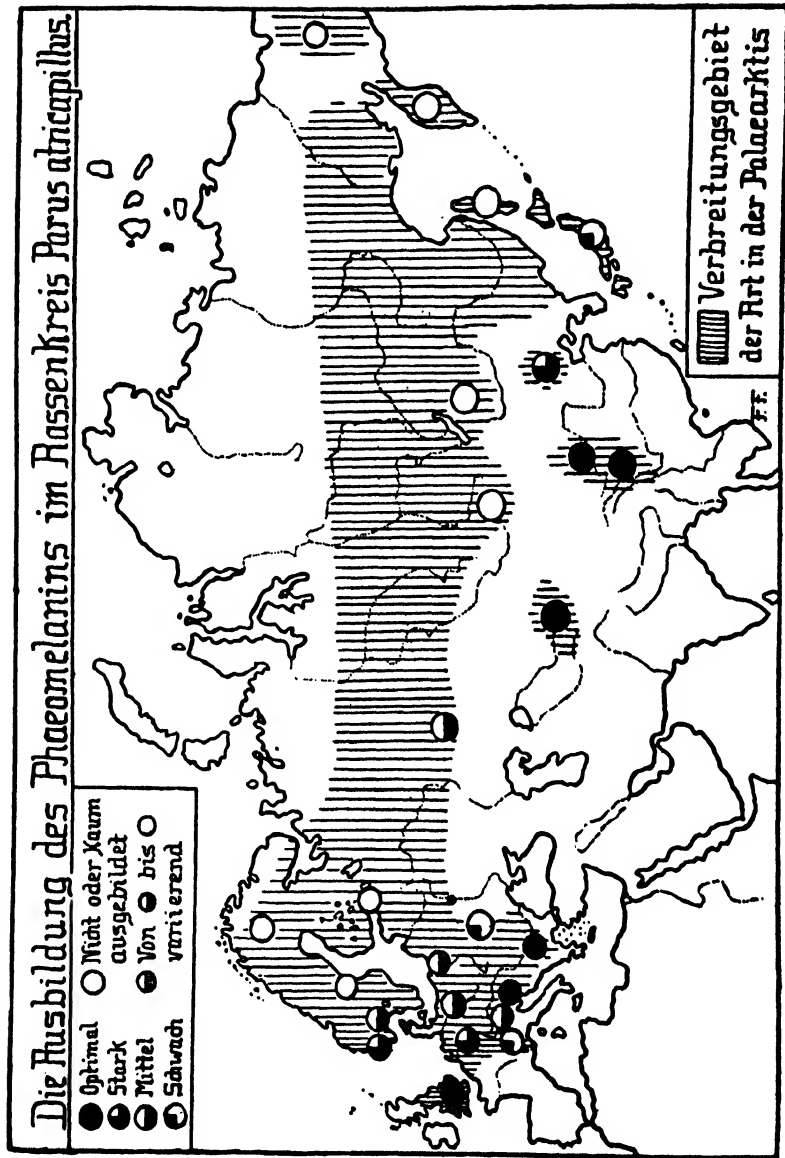 Die Ausbildung des Phaeomelanins im Rassenkreis Parus atricapillus.
Optimal
Stark
Mittel
Schwach
Nicht oder Kaum
ausgebildet
Von bis
variierend
Verbreitungsgebiet
der Art in der Palaearktis
F.F.